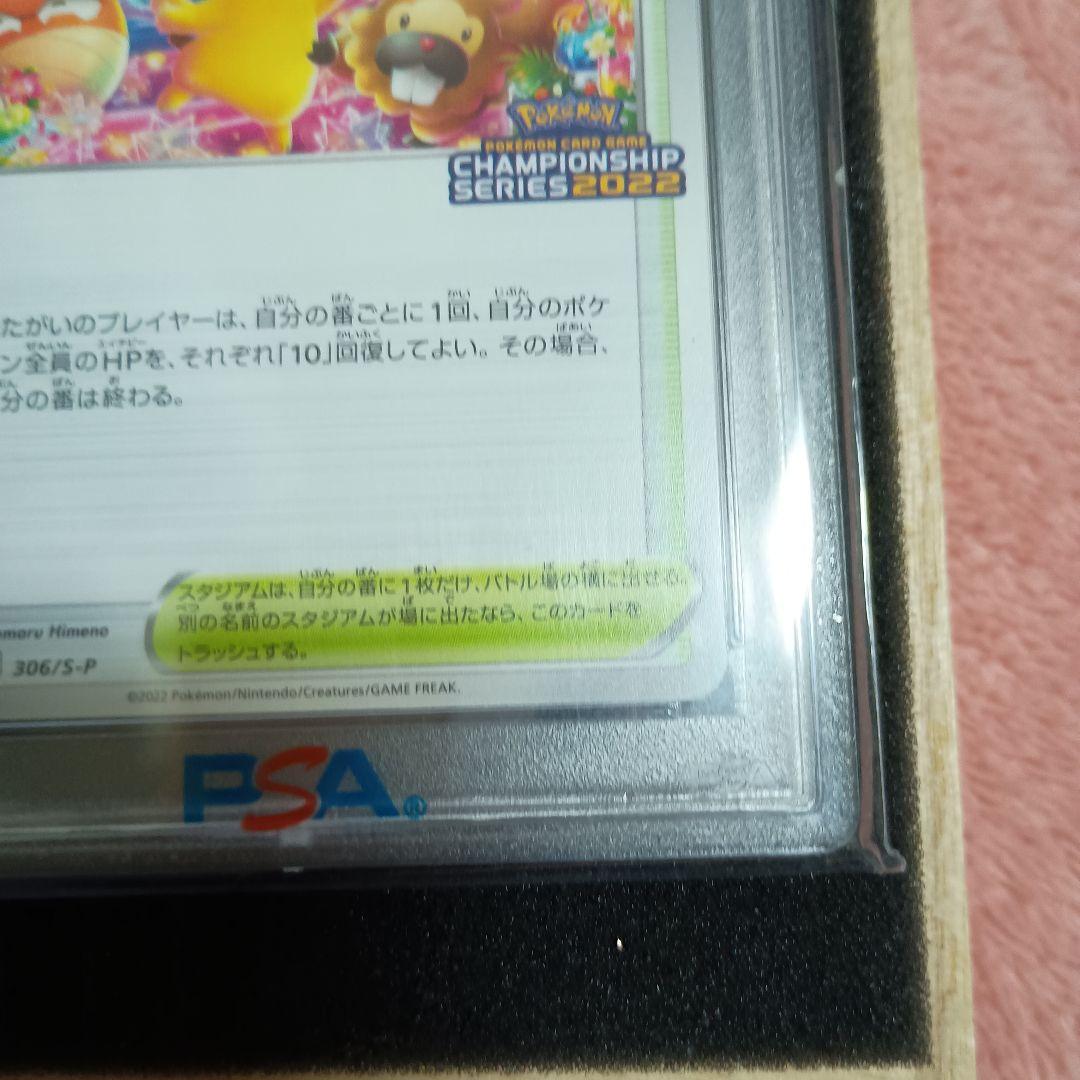 POKÉMON
POKÉMON CARD GAME
CHAMPIONSHIP
SERIES 2022
たがいのプレイヤーは、自分の番ごとに1回、自分のポケ
ン全員のHPを、それぞれ「10」回復してよい。その場合、
分の番は終わる。
スタジアムは、自分の番に1枚だけ、バトル場の横に出せる。
別の名前のスタジアムが場に出たなら、このカードを
トラッシュする。
omoru Himeno
306/S-P
©2022 Pokémon/Nintendo/Creatures/GAME FREAK.
PSA®